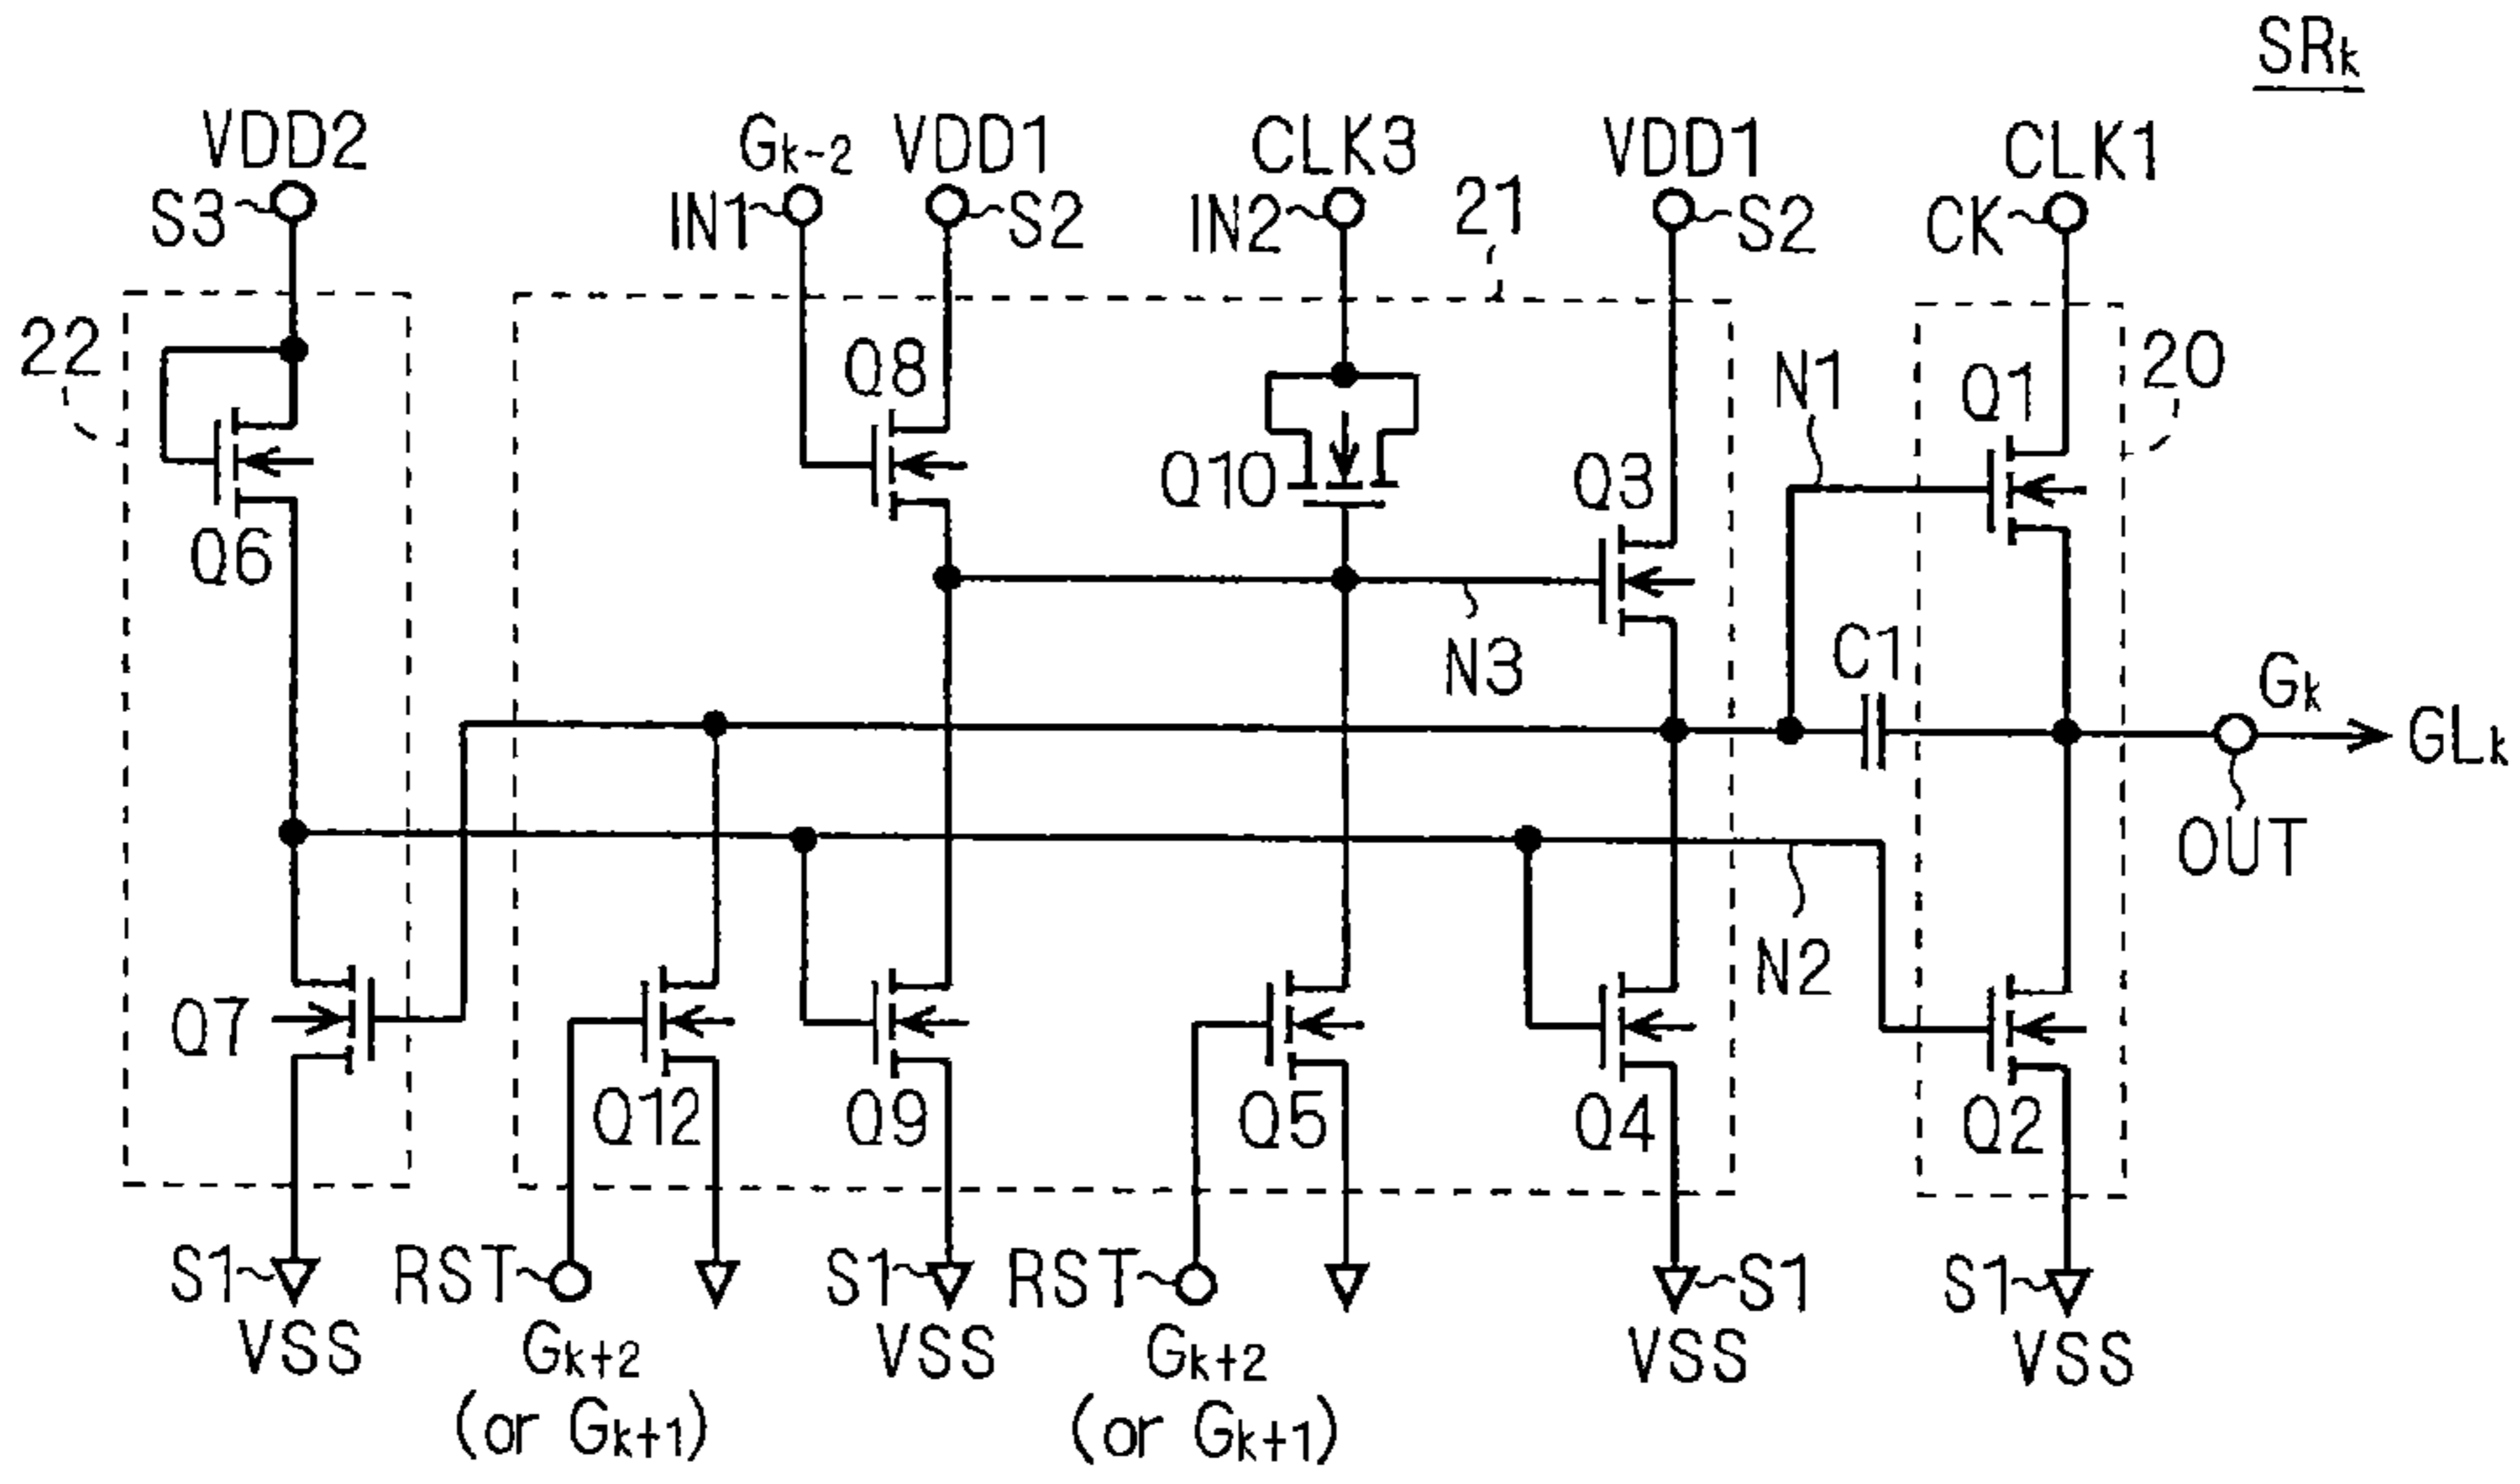 SRk
VDD2 Gk-2 VDD1 CLK3 VDD1 CLK1
S3 IN1 S2 IN2 21 S2 CK
22 Q8 N1 Q1 20
Q10 Q3
Q6
N3 C1 Gk
GLk
OUT
N2
Q7 Q12 Q9 Q5 Q4 Q2
S1 RST S1 RST S1 S1
VSS Gk+2 VSS Gk+2 VSS VSS
(or Gk+1) (or Gk+1)